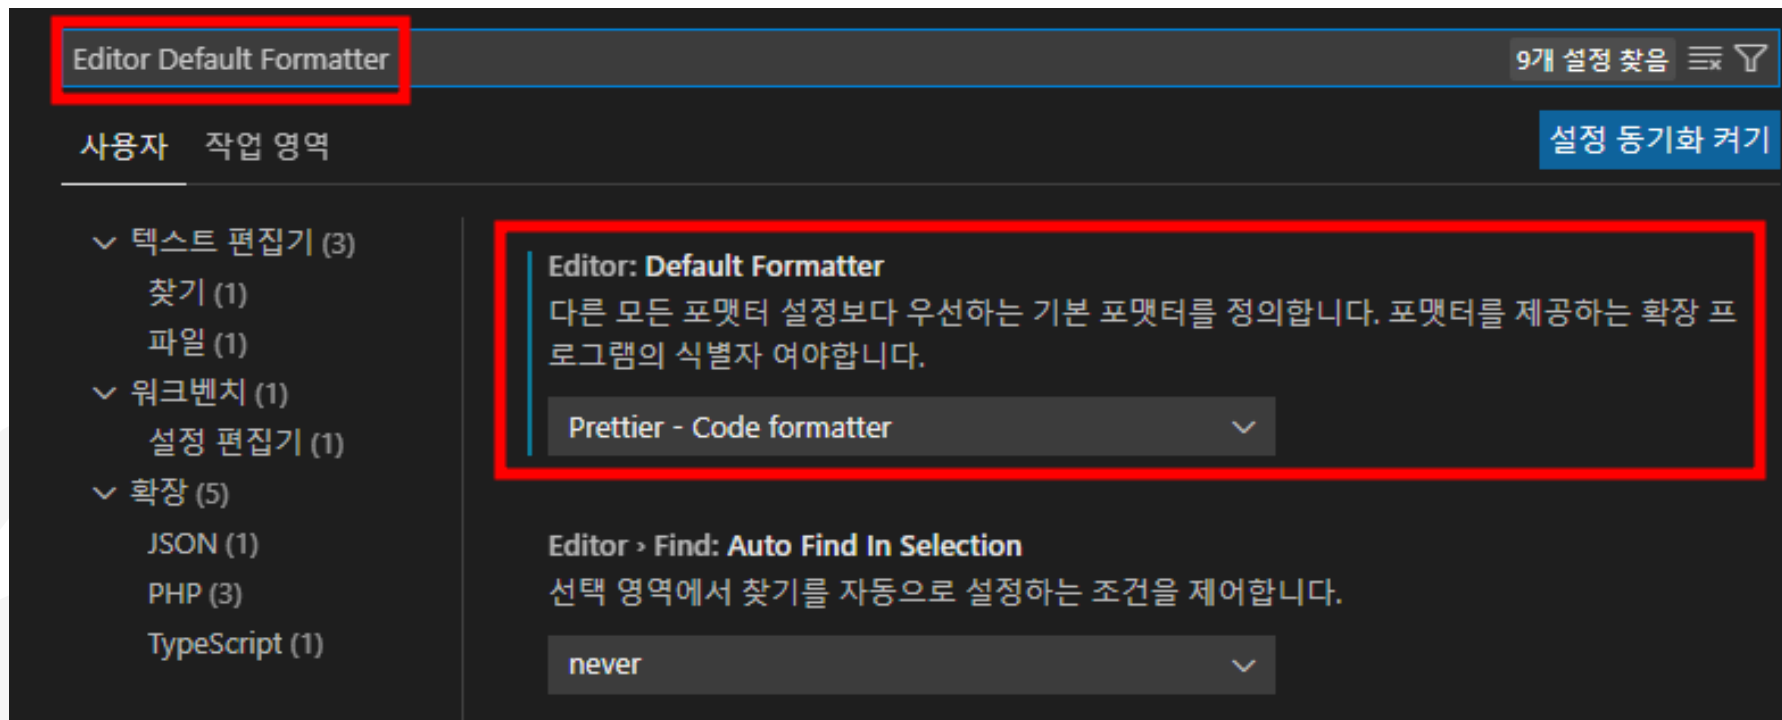 Editor Default Formatter
9개 설정 찾음
사용자 작업 영역
설정 동기화 켜기
텍스트 편집기 (3)
찾기 (1)
파일 (1)
워크벤치 (1)
설정 편집기 (1)
확장 (5)
JSON (1)
PHP (3)
TypeScript (1)
Editor: Default Formatter
다른 모든 포맷터 설정보다 우선하는 기본 포맷터를 정의합니다. 포맷터를 제공하는 확장 프
로그램의 식별자 여야합니다.
Prettier - Code formatter
Editor › Find: Auto Find In Selection
선택 영역에서 찾기를 자동으로 설정하는 조건을 제어합니다.
never